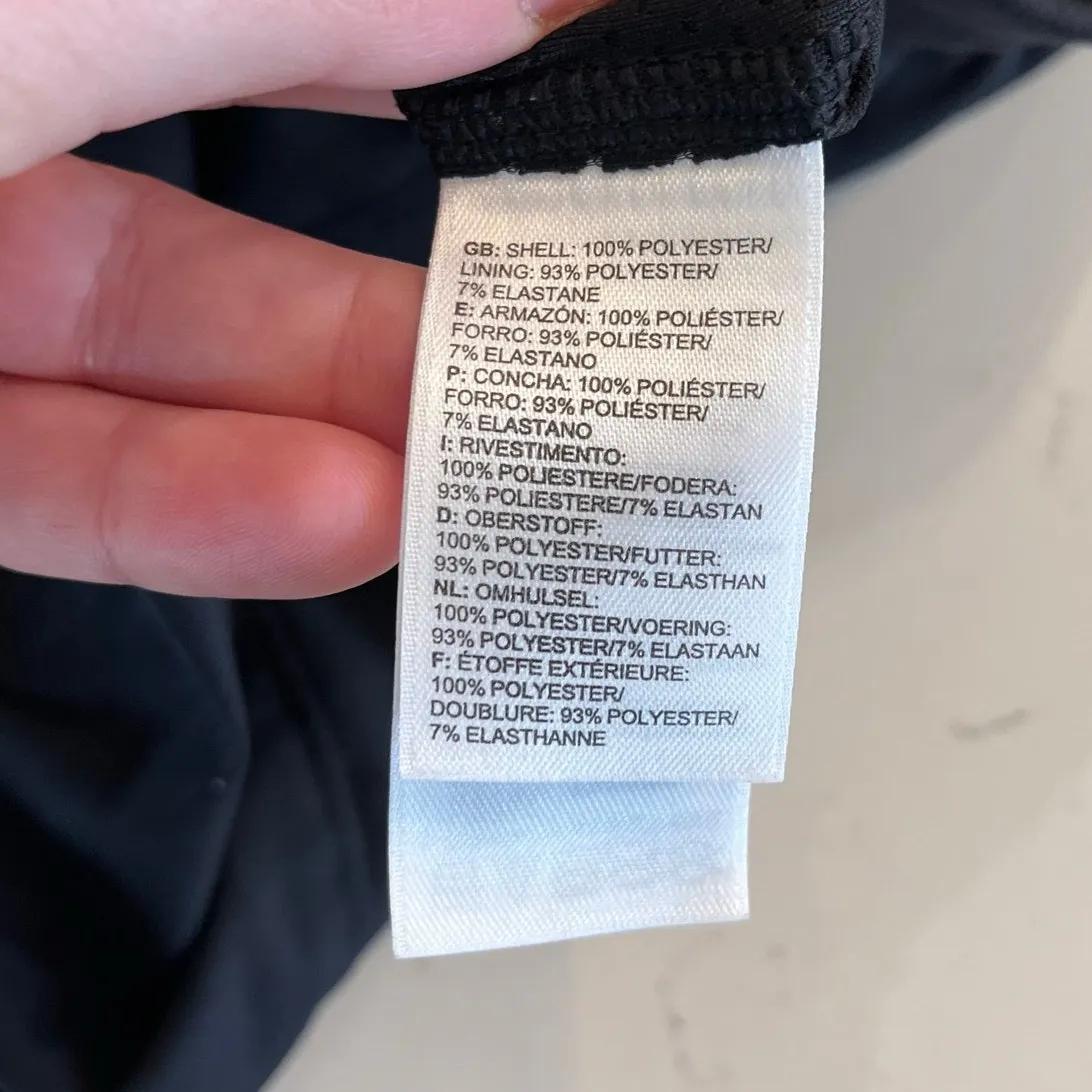 GB: SHELL: 100% POLYESTER/
LINING: 93% POLYESTER/
7% ELASTANE
E: ARMAZÓN: 100% POLIÉSTER/
FORRO: 93% POLIÉSTER/
7% ELASTANO
P: CONCHA: 100% POLIÉSTER/
FORRO: 93% POLIÉSTER/
7% ELASTANO
I: RIVESTIMENTO:
100% POLIESTERE/FODERA:
93% POLIESTERE/7% ELASTAN
D: OBERSTOFF:
100% POLYESTER/FUTTER:
93% POLYESTER/7% ELASTHAN
NL: OMHULSEL:
100% POLYESTER/VOERING:
93% POLYESTER/7% ELASTAAN
F: ÉTOFFE EXTÉRIEURE:
100% POLYESTER/
DOUBLURE: 93% POLYESTER/
7% ELASTHANNE